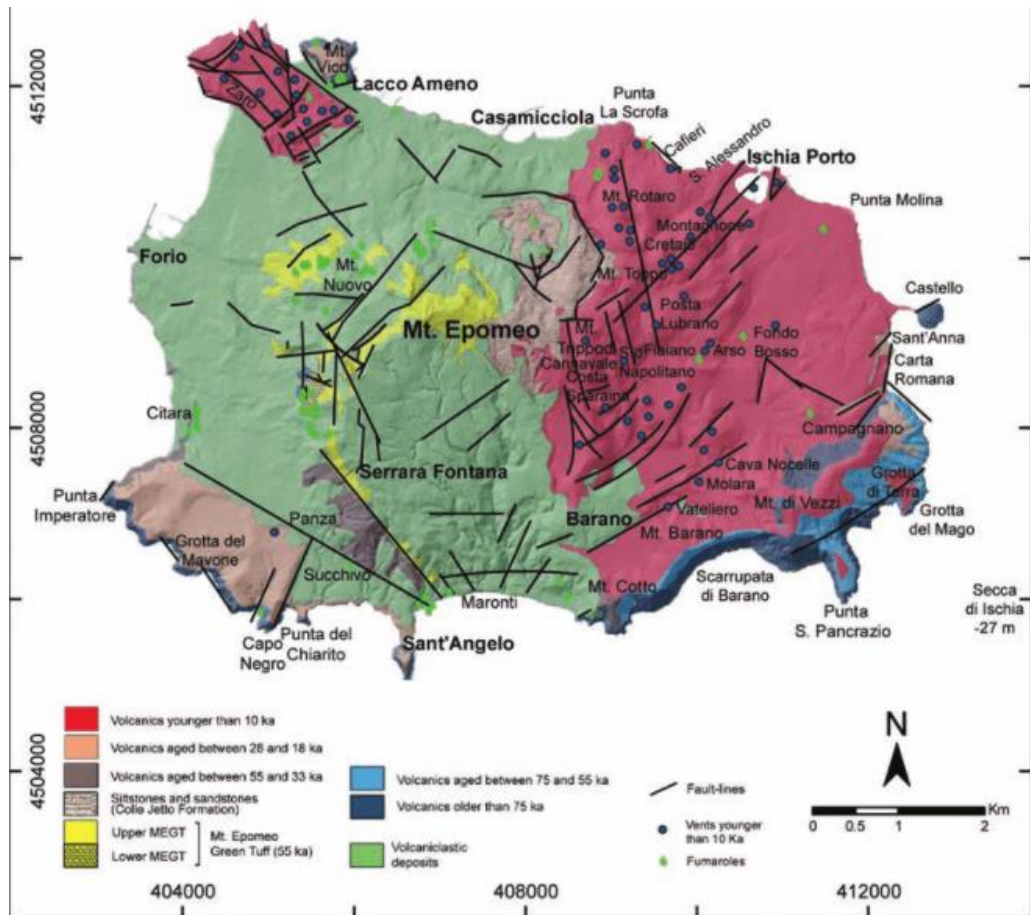 4512000
4508000
4504000
Mt.
Vico
Lacco Ameno
Zaro
Casamicciola
Punta
La Scrofa
Cafieri
S. Alessandro
Ischia Porto
Mt. Rotaro
Montagnone
Punta Molina
Cretaio
Forio
Mt.
Nuovo
Mt. Toppo
Castello
Mt. Epomeo
Posta
Lubrano
Mt.
Trippodi
Fiaiano
Arso
Fondo
Bosso
Sant'Anna
Carta
Romana
Cannavale
Napolitano
Costa
Sparaina
Citara
Campagnano
Serrara Fontana
Cava Nocelle
Grotta
di Terra
Punta
Imperatore
Panza
Molara
Mt. di Vezzi
Grotta
del Mago
Barano
Vateliero
Mt. Barano
Grotta del
Mavone
Succhivo
Maronti
Mt. Cotto
Scarrupata
di Barano
Secca
di Ischia
-27 m
Capo
Negro
Punta del
Chiarito
Sant'Angelo
Punta
S. Pancrazio
Volcanics younger than 10 ka
Volcanics aged between 28 and 18 ka
Volcanics aged between 55 and 33 ka
Siltstones and sandstones
(Colle Jetto Formation)
Upper MEGT
Lower MEGT
Mt. Epomeo
Green Tuff (55 ka)
Volcanics aged between 75 and 55 ka
Volcanics older than 75 ka
Volcaniclastic
deposits
Fault-lines
Vents younger
than 10 Ka
Fumaroles
N
Km
0 0.5 1 2
404000 408000 412000